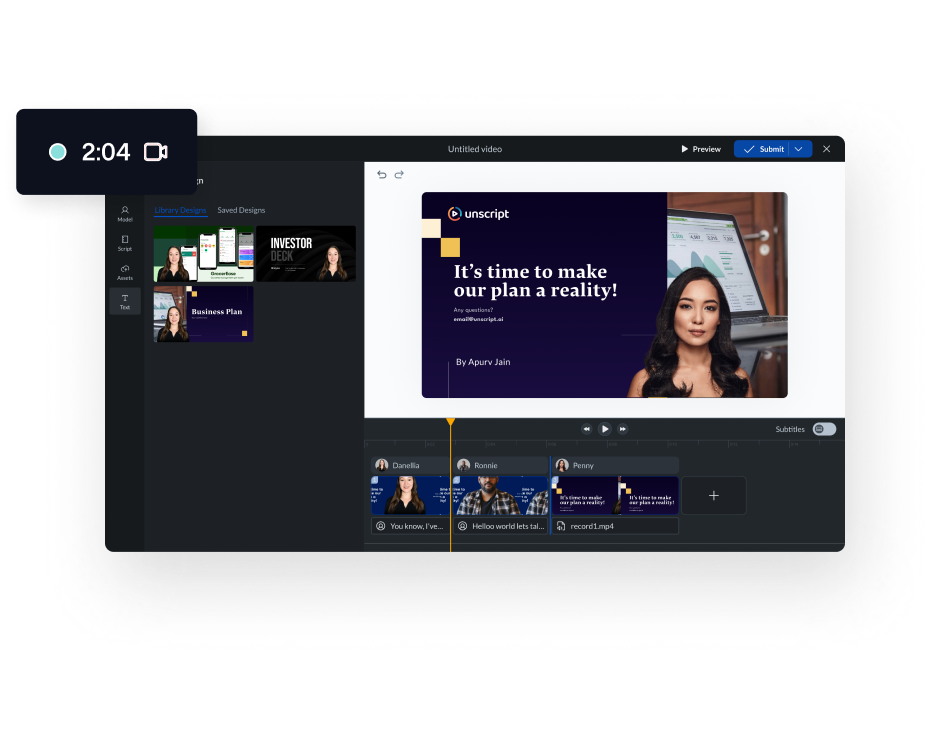 2:04
Untitled video
Preview
Submit
Library Designs
Saved Designs
Model
Script
Assets
Text
GrocerEase
INVESTOR
DECK
Business Plan
unscript
It's time to make
our plan a reality!
Any questions?
email@unscript.ai
By Apurv Jain
Subtitles
Danellia
Ronnie
Penny
It's time to make
our plan a reality!
It's time to make
our plan a reality!
You know, I've...
Helloo world lets tal...
record1.mp4